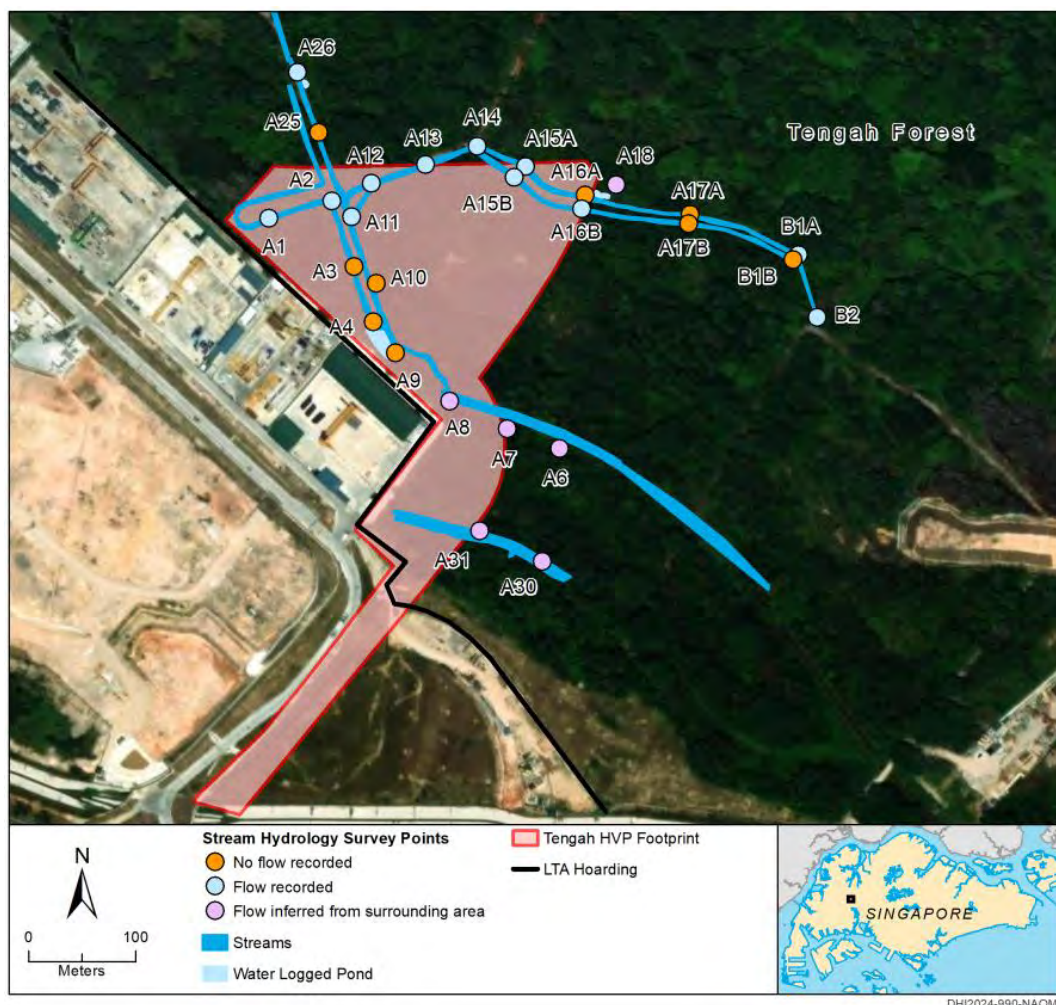 A26
A14
A25
A13
A15A
Tengah Forest
A12
A18
A2
A16A
A15B
A17A
A11
A16B
B1A
A1
A17B
A3
A10
B1B
B2
A4
A9
A8
A7
A6
A31
A30
N
0 100
Meters
Stream Hydrology Survey Points
No flow recorded
Flow recorded
Flow inferred from surrounding area
Streams
Water Logged Pond
Tengah HVP Footprint
LTA Hoarding
SINGAPORE